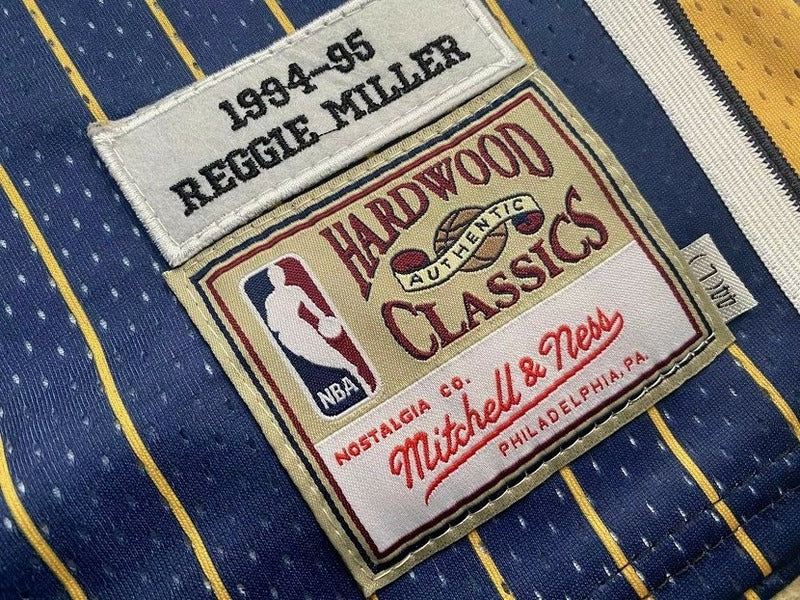 1994-95
REGGIE MILLER
HARDWOOD
AUTHENTIC
CLASSICS
NBA
NOSTALGIA CO.
Mitchell & Ness
PHILADELPHIA, PA.